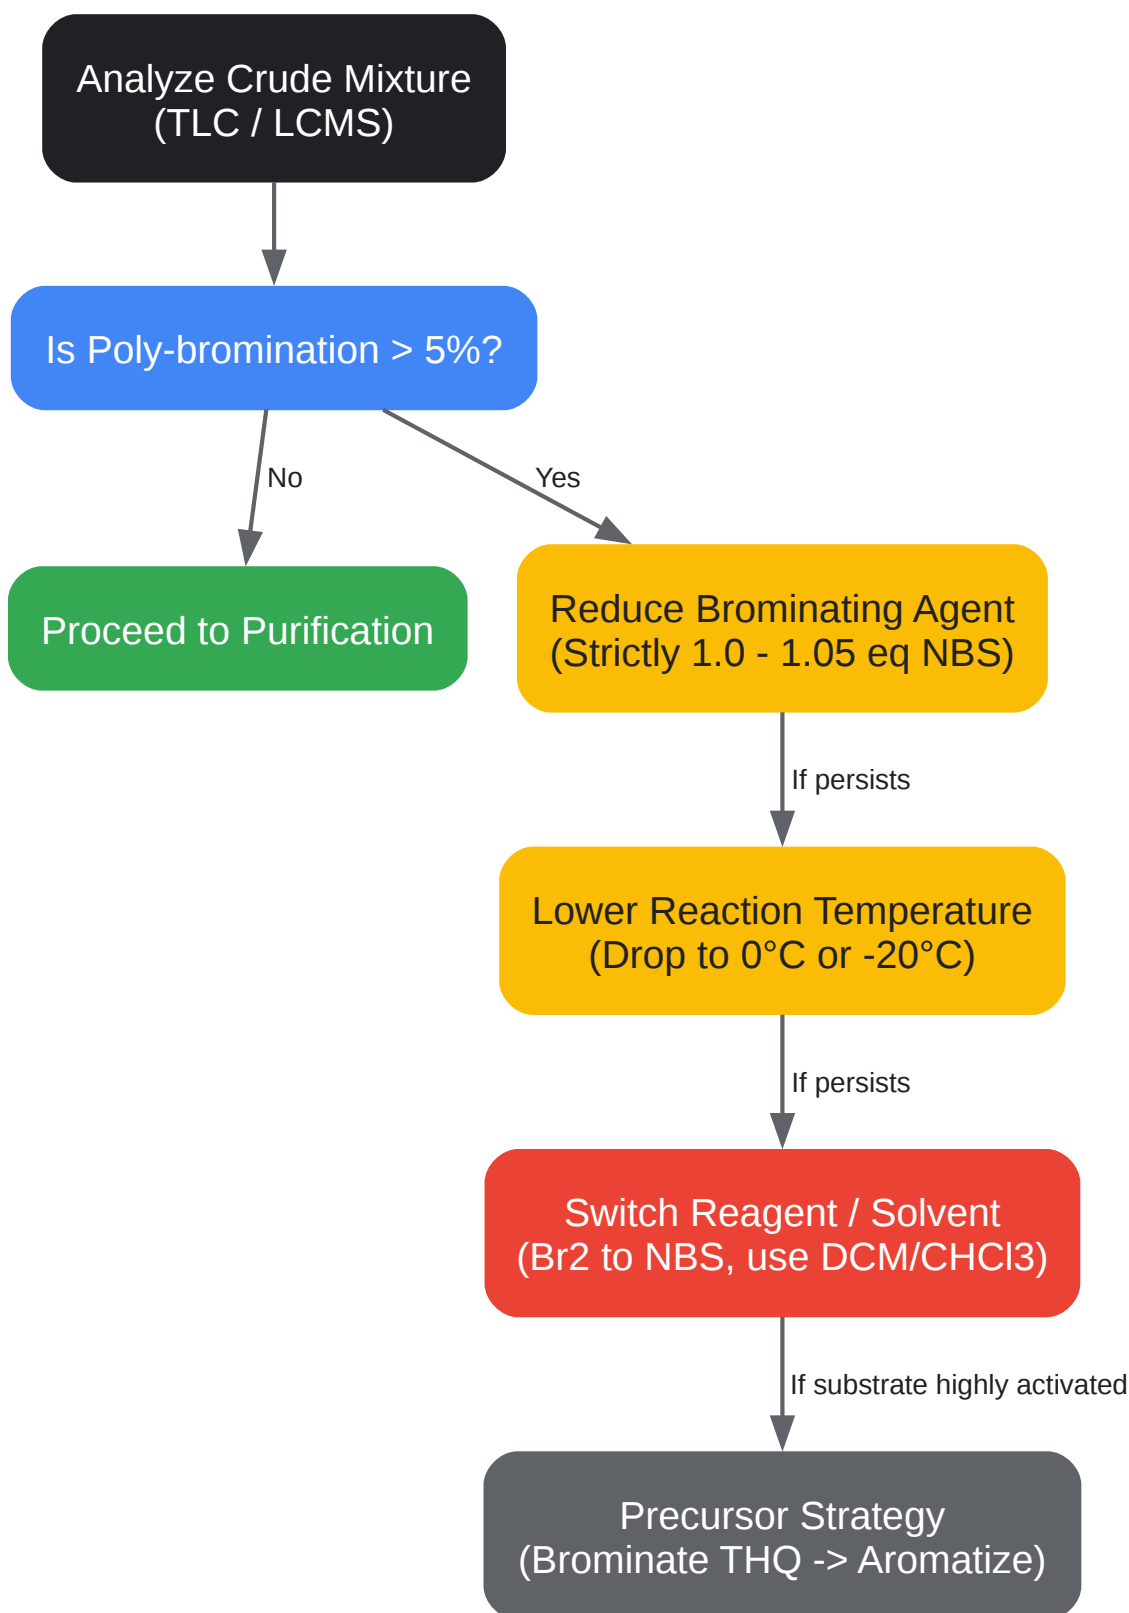 Analyze Crude Mixture
(TLC / LCMS)
Is Poly-bromination > 5%?
No
Yes
Proceed to Purification
Reduce Brominating Agent
(Strictly 1.0 - 1.05 eq NBS)
If persists
Lower Reaction Temperature
(Drop to 0°C or -20°C)
If persists
Switch Reagent / Solvent
(Br2 to NBS, use DCM/CHCl3)
If substrate highly activated
Precursor Strategy
(Brominate THQ -> Aromatize)